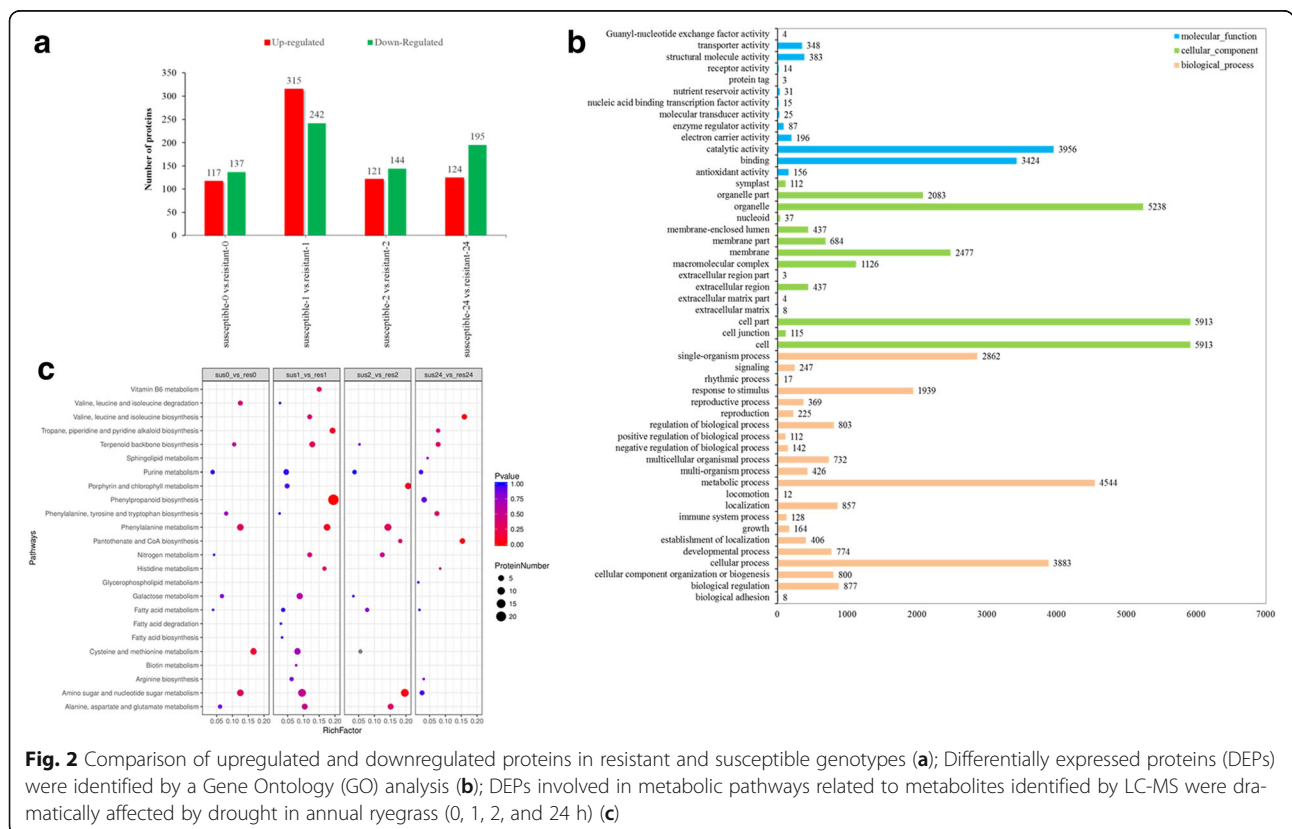 a
Up-regulated Down-Regulated
Number of proteins
350
300
250
200
150
100
50
0
117 137
315 242
121 144
124 195
susceptible-0 vs.reisitant-0
susceptible-1 vs.reisitant-1
susceptible-2 vs.reisitant-2
susceptible-24 vs.reisitant-24
b
molecular_function
cellular_component
biological_process
Guanyl-nucleotide exchange factor activity 4
transporter activity 348
structural molecule activity 383
receptor activity 14
protein tag 3
nutrient reservoir activity 31
nucleic acid binding transcription factor activity 15
molecular transducer activity 25
enzyme regulator activity 87
electron carrier activity 196
catalytic activity 3956
binding 3424
antioxidant activity 156
symplast 112
organelle part 2083
organelle 5238
nucleoid 37
membrane-enclosed lumen 437
membrane part 684
membrane 2477
macromolecular complex 1126
extracellular region part 3
extracellular region 437
extracellular matrix part 4
extracellular matrix 8
cell part 5913
cell junction 115
cell 5913
single-organism process 2862
signaling 247
rhythmic process 17
response to stimulus 1939
reproductive process 369
reproduction 225
regulation of biological process 803
positive regulation of biological process 112
negative regulation of biological process 142
multicellular organismal process 732
multi-organism process 426
metabolic process 4544
locomotion 12
localization 857
immune system process 128
growth 164
establishment of localization 406
developmental process 774
cellular process 3883
cellular component organization or biogenesis 800
biological regulation 877
biological adhesion 8
0 1000 2000 3000 4000 5000 6000 7000
c
sus0_vs_res0 sus1_vs_res1 sus2_vs_res2 sus24_vs_res24
Pathways
Vitamin B6 metabolism
Valine, leucine and isoleucine degradation
Valine, leucine and isoleucine biosynthesis
Tropane, piperidine and pyridine alkaloid biosynthesis
Terpenoid backbone biosynthesis
Sphingolipid metabolism
Purine metabolism
Porphyrin and chlorophyll metabolism
Phenylpropanoid biosynthesis
Phenylalanine, tyrosine and tryptophan biosynthesis
Phenylalanine metabolism
Pantothenate and CoA biosynthesis
Nitrogen metabolism
Histidine metabolism
Glycerophospholipid metabolism
Galactose metabolism
Fatty acid metabolism
Fatty acid degradation
Fatty acid biosynthesis
Cysteine and methionine metabolism
Biotin metabolism
Arginine biosynthesis
Amino sugar and nucleotide sugar metabolism
Alanine, aspartate and glutamate metabolism
0.05 0.10 0.15 0.20 0.05 0.10 0.15 0.20 0.05 0.10 0.15 0.20 0.05 0.10 0.15 0.20
RichFactor
Pvalue
1.00
0.75
0.50
0.25
0.00
ProteinNumber
5
10
15
20
Fig. 2 Comparison of upregulated and downregulated proteins in resistant and susceptible genotypes (a); Differentially expressed proteins (DEPs)
were identified by a Gene Ontology (GO) analysis (b); DEPs involved in metabolic pathways related to metabolites identified by LC-MS were dra-
matically affected by drought in annual ryegrass (0, 1, 2, and 24 h) (c)